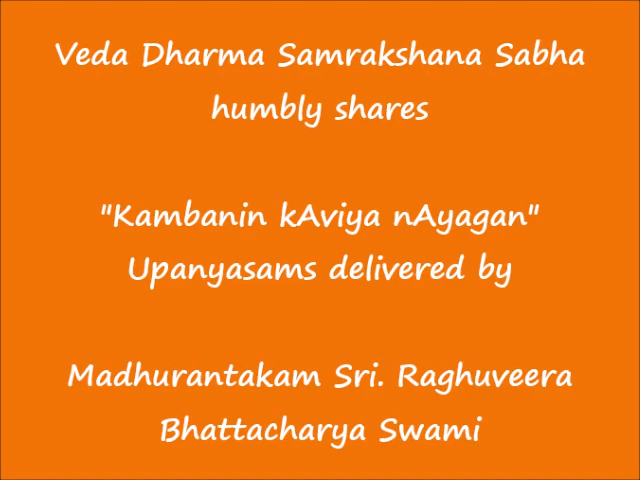 Veda Dharma Samrakshana Sabha
humbly shares
"Kambanin kAviya nAyagan"
Upanyasams delivered by
Madhurantakam Sri. Raghuveera
Bhattacharya Swami